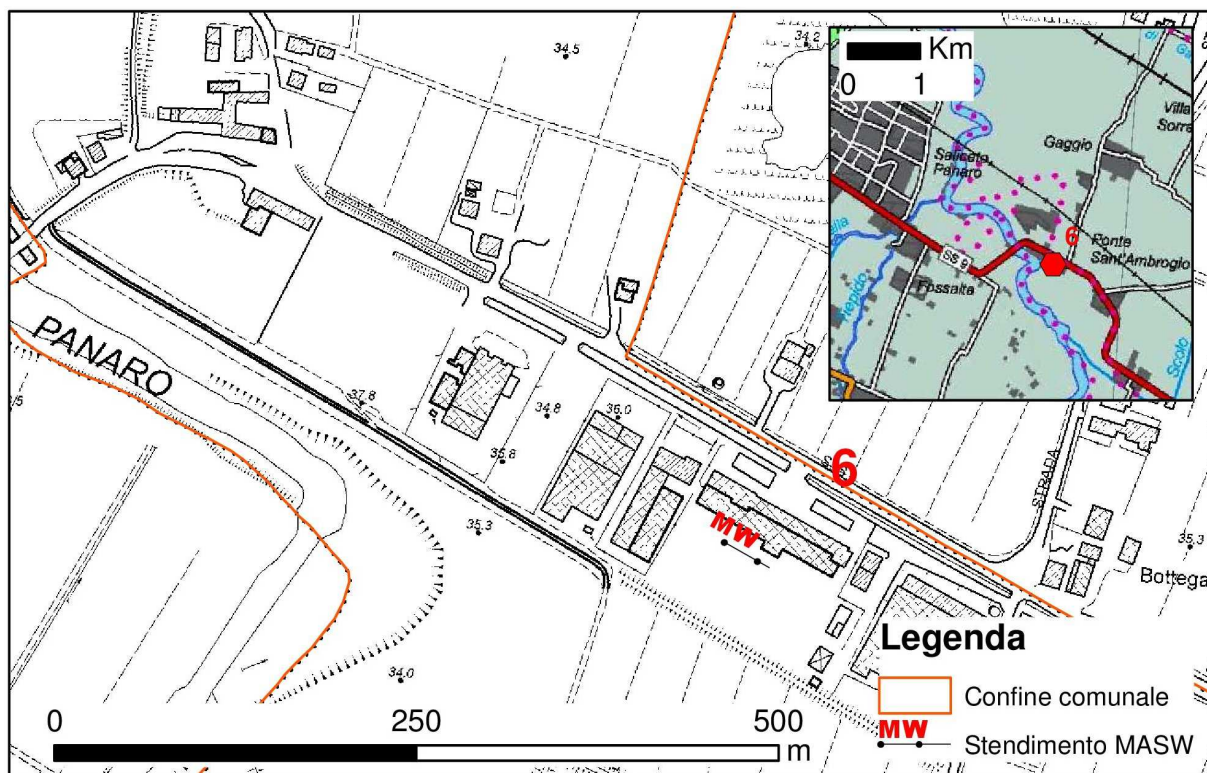 34.5
34.2
Km
0 1
Villa
Sorra
Gaggio
Saliceto
Panaro
6
Ponte
Sant'Ambrogio
SS 9
Fossalta
Scolo
PANARO
37.8
34.8
36.0
35.8
35.3
6
STRADA
MW
35.3
Bottega
34.0
Legenda
Confine comunale
MW
Stendimento MASW
0 250 500
m